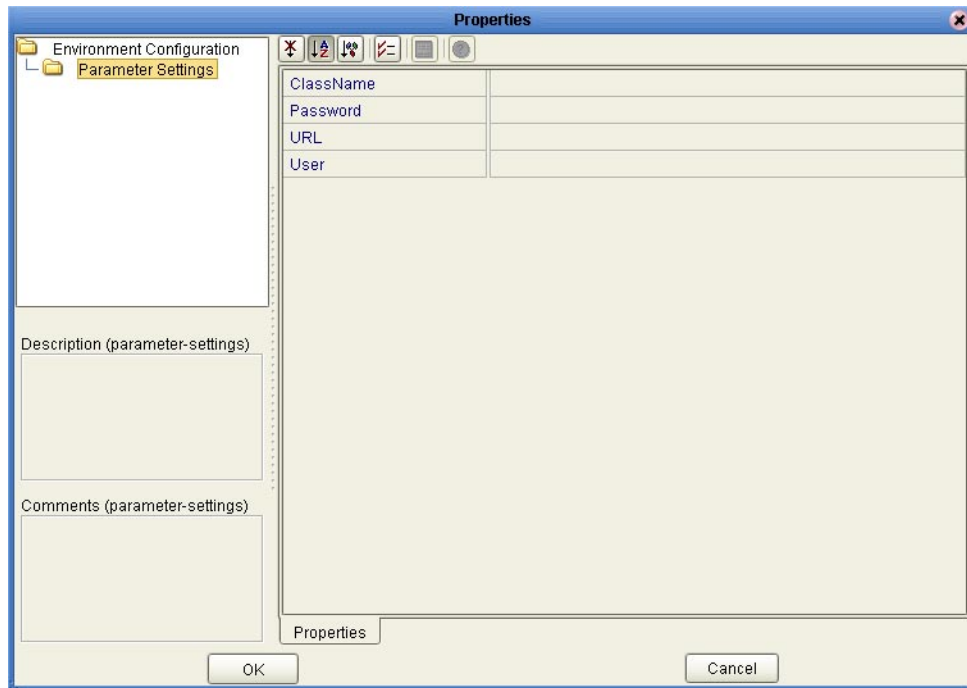 Properties
Environment Configuration
Parameter Settings
ClassName
Password
URL
User
Description (parameter-settings)
Comments (parameter-settings)
Properties
OK
Cancel